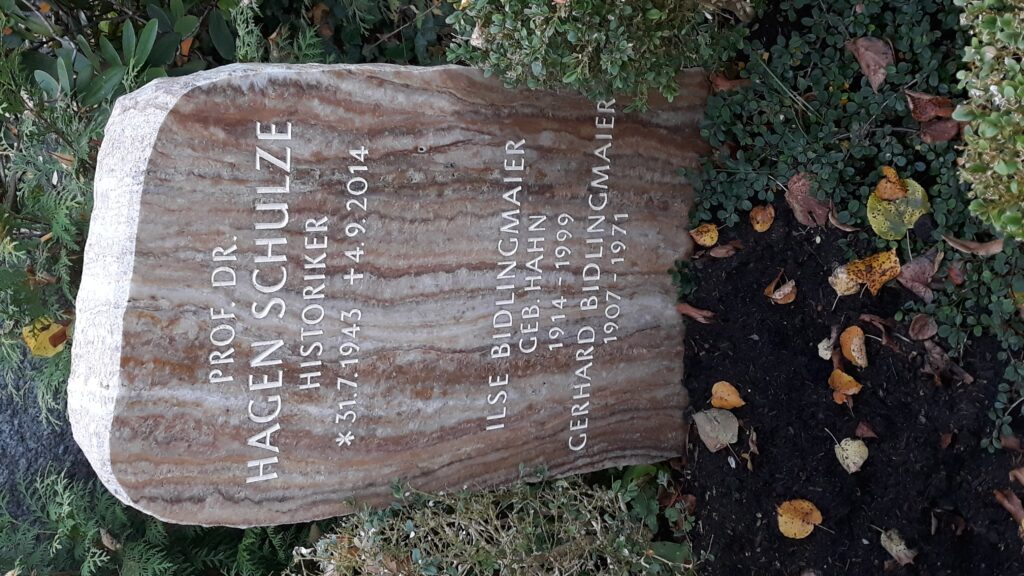 PROF. DR.
HAGEN SCHULZE
HISTORIKER
*31.7.1943 +4.9.2014
ILSE BIDLINGMAIER
GEB. HAHN
1914 - 1999
GERHARD BIDLINGMAIER
1907 - 1971